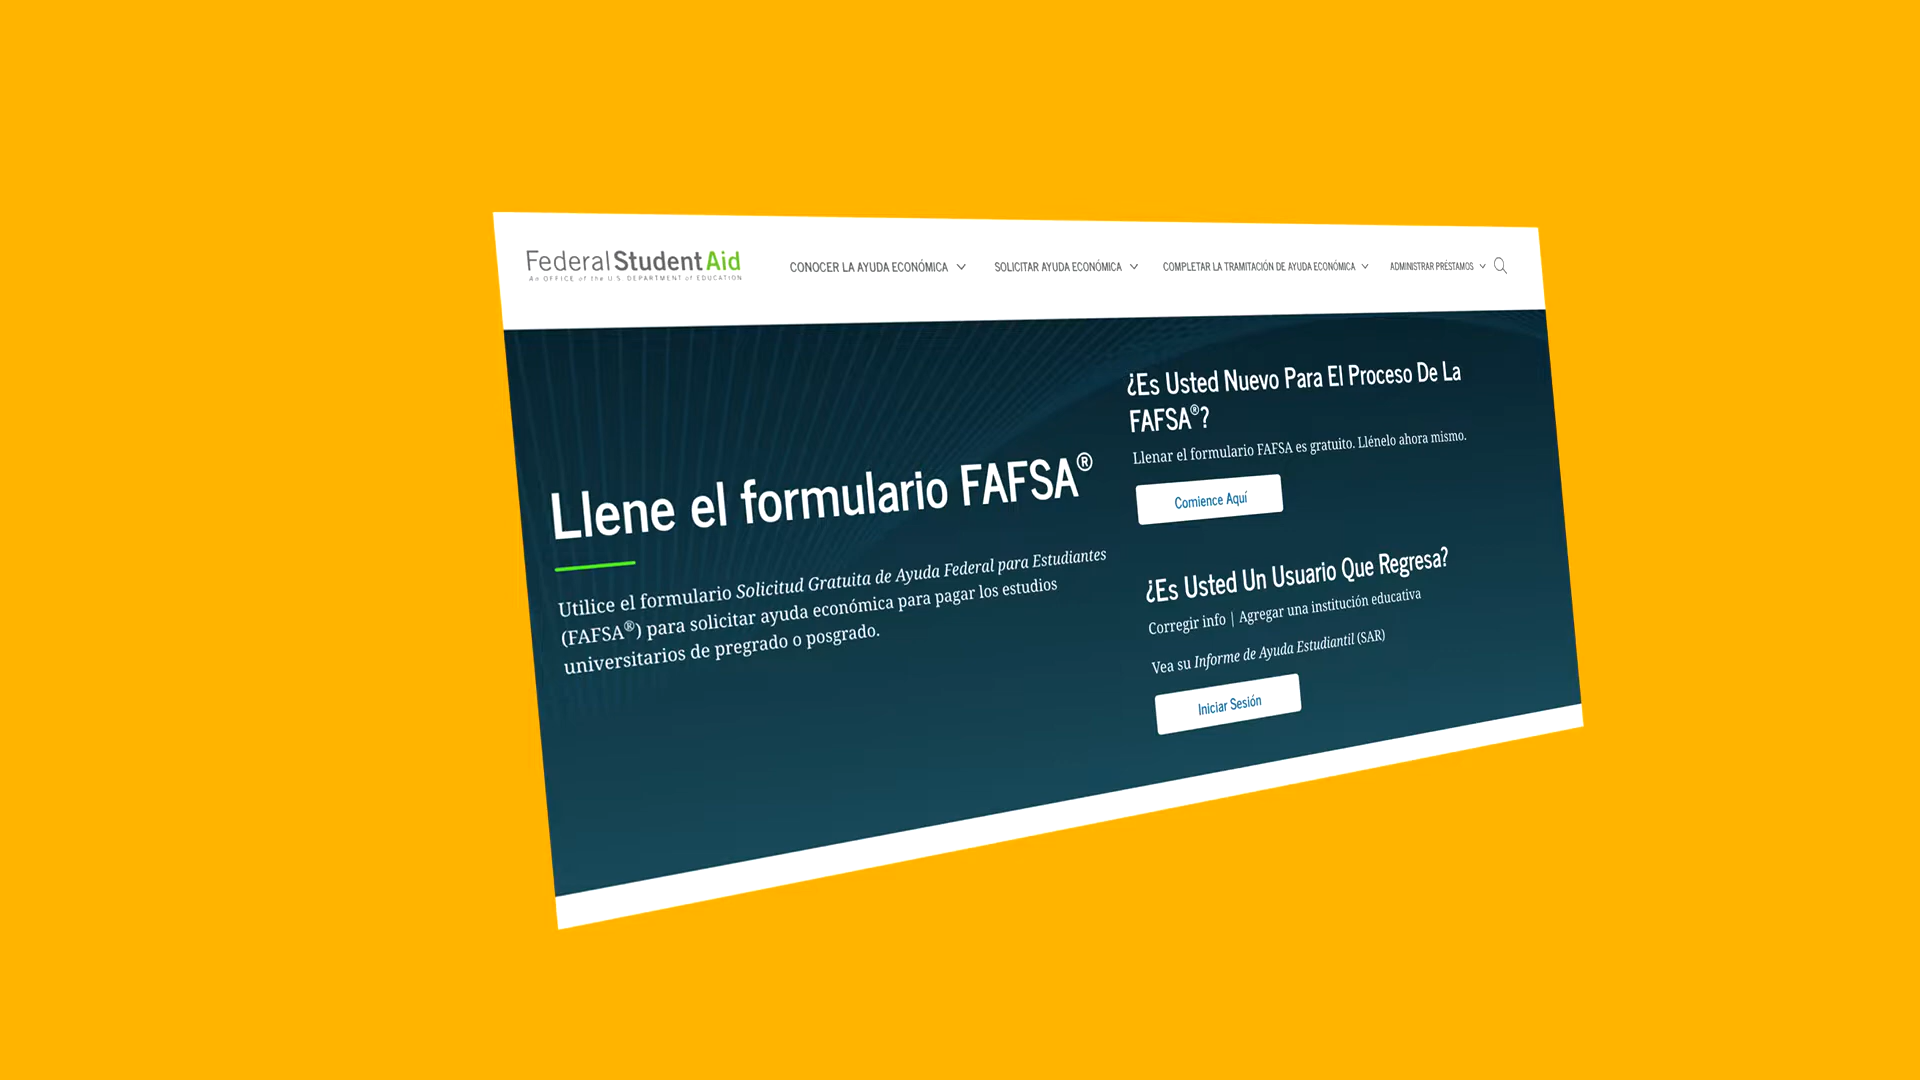 Federal Student Aid
An OFFICE of the U.S. DEPARTMENT of EDUCATION
CONOCER LA AYUDA ECONÓMICA
SOLICITAR AYUDA ECONÓMICA
COMPLETAR LA TRAMITACIÓN DE AYUDA ECONÓMICA
ADMINISTRAR PRÉSTAMOS
Llene el formulario FAFSA®
Utilice el formulario Solicitud Gratuita de Ayuda Federal para Estudiantes
(FAFSA®) para solicitar ayuda económica para pagar los estudios
universitarios de pregrado o posgrado.
¿Es Usted Nuevo Para El Proceso De La
FAFSA®?
Llenar el formulario FAFSA es gratuito. Llénelo ahora mismo.
Comience Aquí
¿Es Usted Un Usuario Que Regresa?
Corregir info | Agregar una institución educativa
Vea su Informe de Ayuda Estudiantil (SAR)
Iniciar Sesión